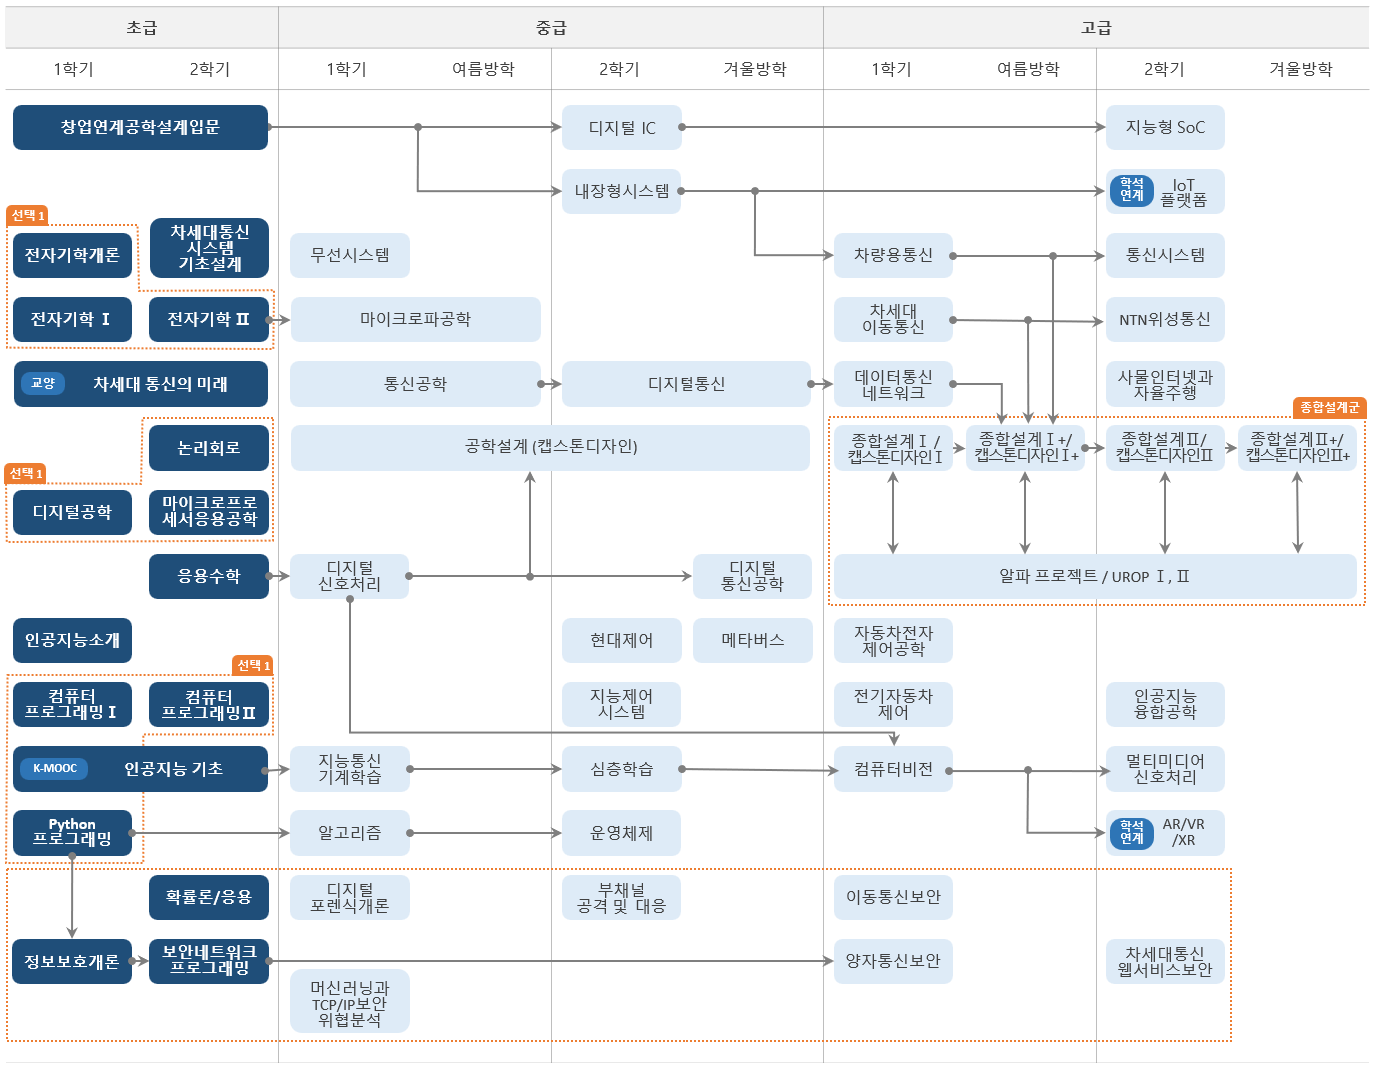 초급
중급
고급
1학기
2학기
1학기
여름방학
2학기
겨울방학
1학기
여름방학
2학기
겨울방학
창업연계공학설계입문
디지털 IC
지능형 SoC
내장형시스템
학석
연계
IoT
플랫폼
선택 1
전자기학개론
차세대통신
시스템
기초설계
무선시스템
차량용통신
통신시스템
전자기학 Ⅰ
전자기학 Ⅱ
마이크로파공학
차세대
이동통신
NTN위성통신
교양
차세대 통신의 미래
통신공학
디지털통신
데이터통신
네트워크
사물인터넷과
자율주행
종합설계군
논리회로
공학설계 (캡스톤디자인)
종합설계Ⅰ/
캡스톤디자인Ⅰ
종합설계Ⅰ+/
캡스톤디자인Ⅰ+
종합설계Ⅱ/
캡스톤디자인Ⅱ
종합설계Ⅱ+/
캡스톤디자인Ⅱ+
선택 1
디지털공학
마이크로프로
세서응용공학
응용수학
디지털
신호처리
디지털
통신공학
알파 프로젝트 / UROP Ⅰ, Ⅱ
인공지능소개
현대제어
메타버스
자동차전자
제어공학
선택 1
컴퓨터
프로그래밍Ⅰ
컴퓨터
프로그래밍Ⅱ
지능제어
시스템
전기자동차
제어
인공지능
융합공학
K-MOOC
인공지능 기초
지능통신
기계학습
심층학습
컴퓨터비전
멀티미디어
신호처리
Python
프로그래밍
알고리즘
운영체제
학석
연계
AR/VR
/XR
확률론/응용
디지털
포렌식개론
부채널
공격 및 대응
이동통신보안
정보보호개론
보안네트워크
프로그래밍
양자통신보안
차세대통신
웹서비스보안
머신러닝과
TCP/IP보안
위협분석